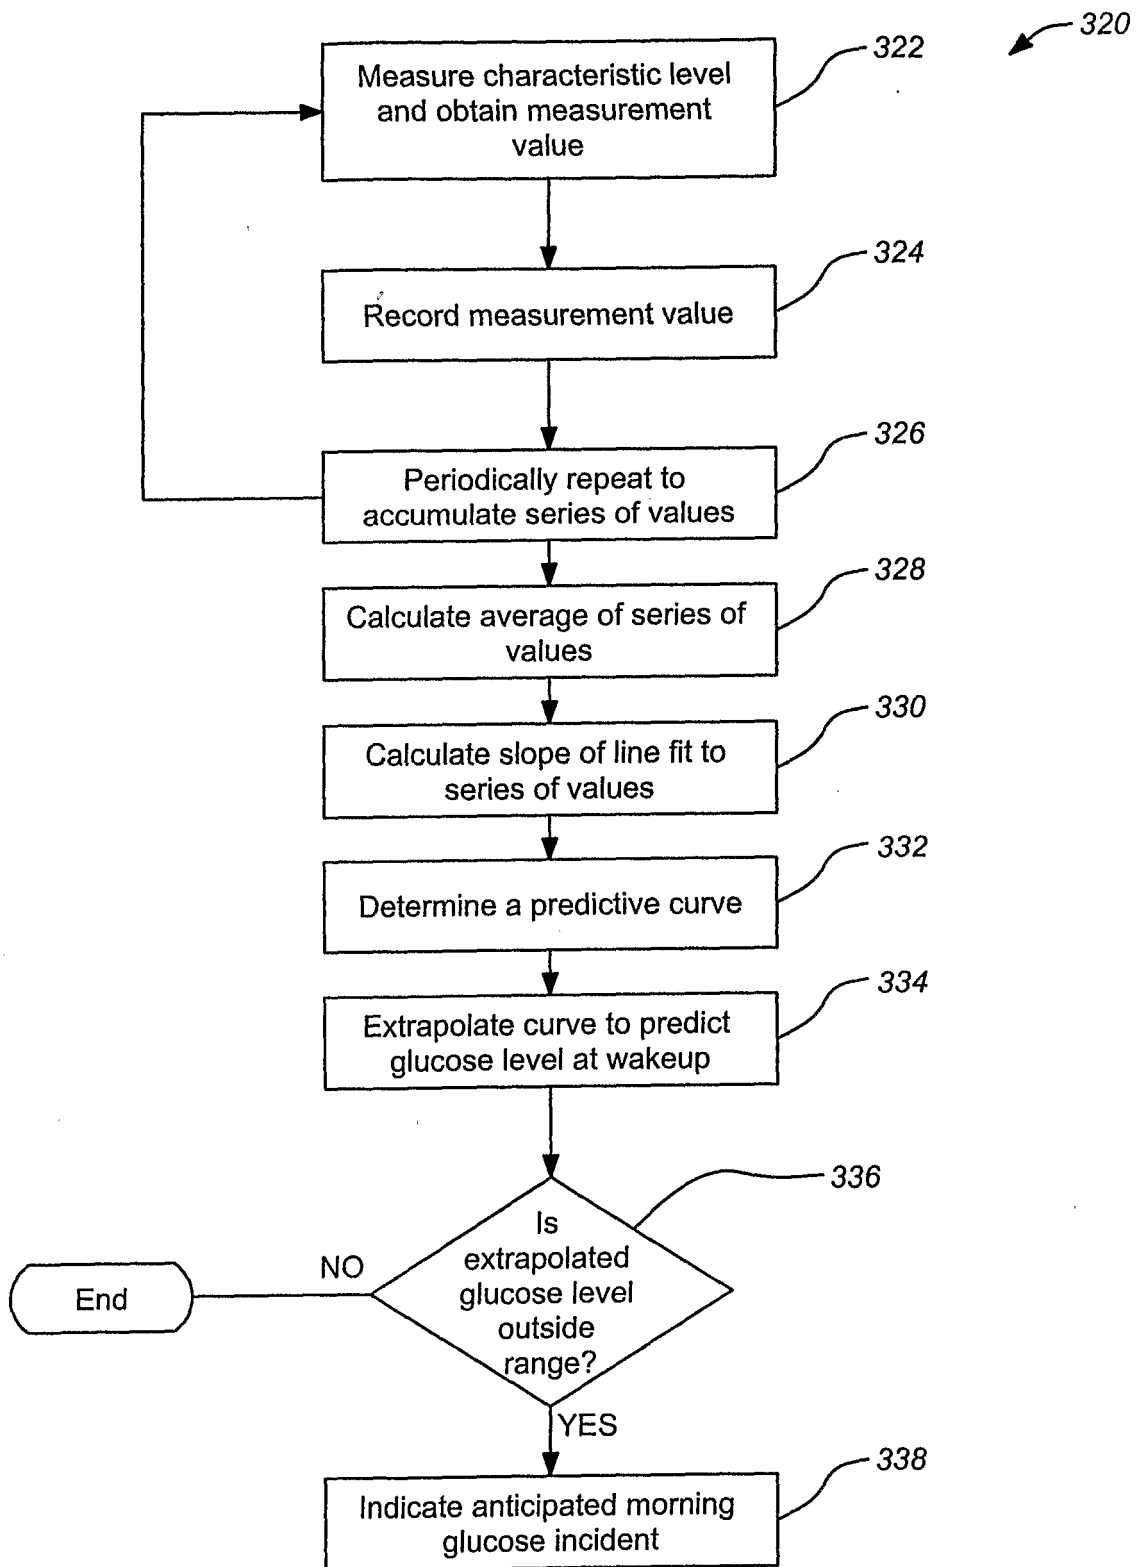 320
322
Measure characteristic level
and obtain measurement
value
324
Record measurement value
326
Periodically repeat to
accumulate series of values
328
Calculate average of series of
values
330
Calculate slope of line fit to
series of values
332
Determine a predictive curve
334
Extrapolate curve to predict
glucose level at wakeup
336
Is
extrapolated
glucose level
outside
range?
NO
End
YES
338
Indicate anticipated morning
glucose incident